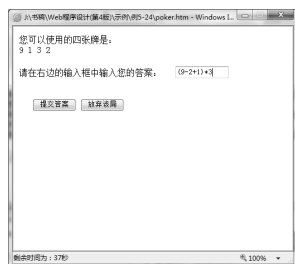 J:\书稿\Web程序设计(第4版)\示例\例5-24\poker.htm - Windows I...
您可以使用的四张牌是：
9 1 3 2
请在右边的输入框中输入您的答案： (9-2+1)*3
提交答案 放弃该局
剩余时间为：37秒 100%